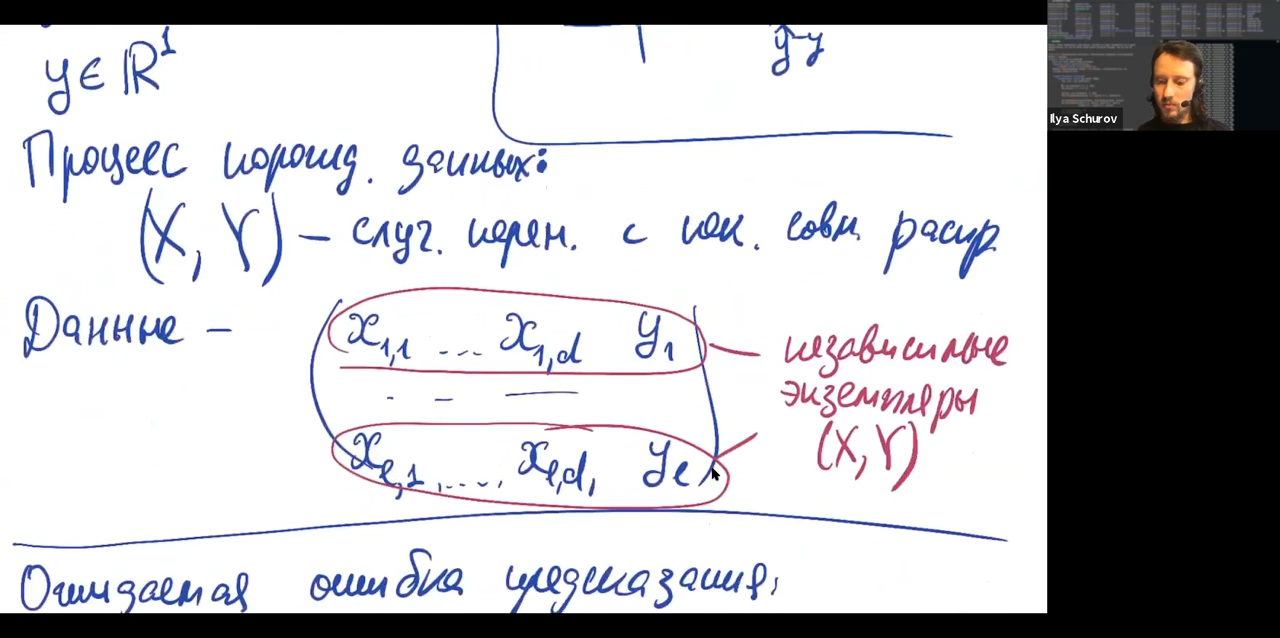 y ∈ ℝ¹
ŷ-y
Процесс порожд. данных:
(X, Y) – случ. перем. с нек. совм. распр.
Данные –
x₁,₁ ... x₁,d y₁
- - —
xℓ,₁, ..., xℓ,d, yℓ
независимые
экземпляры
(X, Y)
Ожидаемая ошибка предсказания:
Ilya Schurov